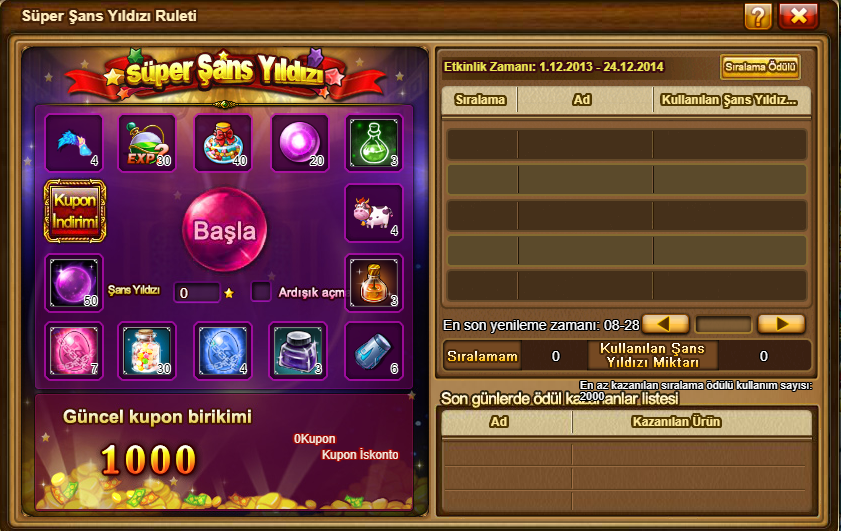 Süper Şans Yıldızı Ruleti
?
Süper Şans Yıldızı
Etkinlik Zamanı: 1.12.2013 - 24.12.2014
Sıralama Ödülü
Sıralama Ad Kullanılan Şans Yıldız...
4 EXP? 30 40 20 3
Kupon
İndirimi
Başla
4
50
Şans Yıldızı 0 Ardışık açm
3
7 30 4 3 6
En son yenileme zamanı: 08-28
Sıralamam 0 Kullanılan Şans
Yıldızı Miktarı 0
En az kazanılan sıralama ödülü kullanım sayısı:
2000
Son günlerde ödül kazananlar listesi
Ad Kazanılan Ürün
Güncel kupon birikimi
1000
0Kupon
Kupon İskonto